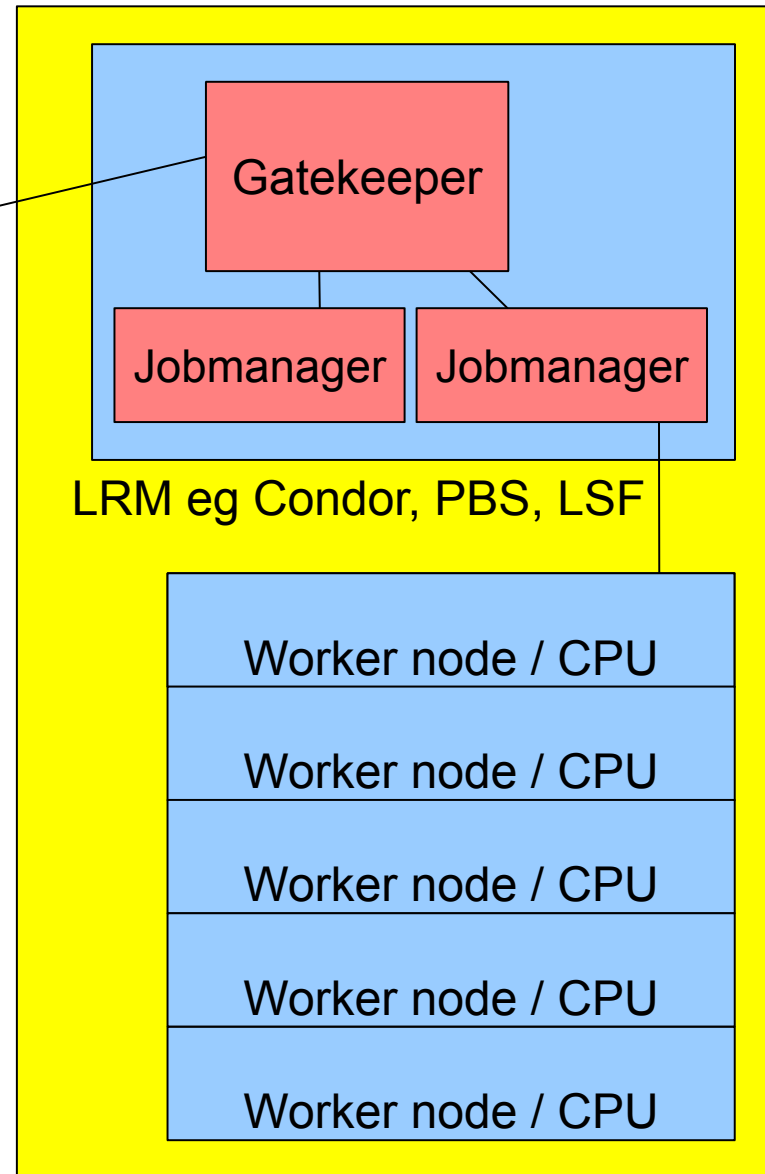 Gatekeeper
Jobmanager
Jobmanager
LRM eg Condor, PBS, LSF
Worker node / CPU
Worker node / CPU
Worker node / CPU
Worker node / CPU
Worker node / CPU